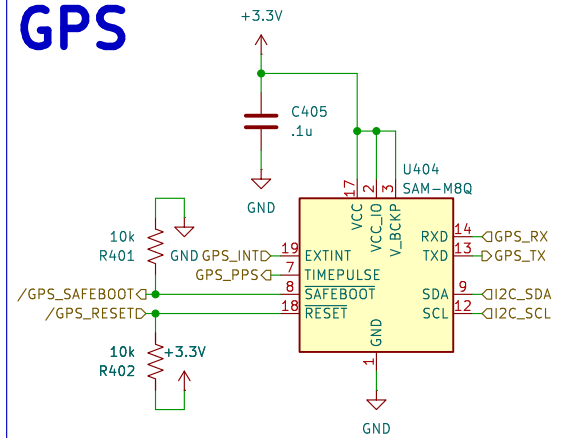 GPS
+3.3V
C405
.1u
GND
U404
SAM-M8Q
17
2
3
VCC
VCC_IO
V_BCKP
10k
R401
GND
GPS_INT
19
EXTINT
GPS_PPS
7
TIMEPULSE
/GPS_SAFEBOOT
8
SAFEBOOT
/GPS_RESET
18
RESET
RXD
14
GPS_RX
TXD
13
GPS_TX
SDA
9
I2C_SDA
SCL
12
I2C_SCL
GND
1
GND
10k
R402
+3.3V